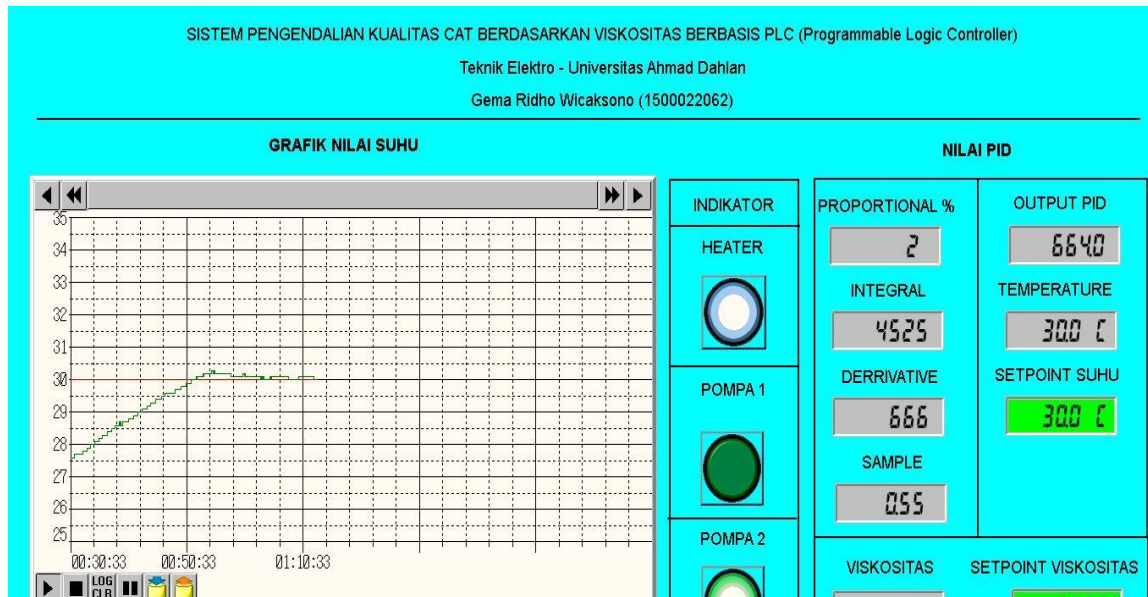 SISTEM PENGENDALIAN KUALITAS CAT BERDASARKAN VISKOSITAS BERBASIS PLC (Programmable Logic Controller)
Teknik Elektro - Universitas Ahmad Dahlan
Gema Ridho Wicaksono (1500022062)
GRAFIK NILAI SUHU
35
34
33
32
31
30
29
28
27
26
25
00:30:33 00:50:33 01:10:33
LOG
CLR
INDIKATOR
HEATER
POMPA 1
POMPA 2
NILAI PID
PROPORTIONAL %
2
INTEGRAL
4525
DERRIVATIVE
666
SAMPLE
0.55
OUTPUT PID
664.0
TEMPERATURE
30.0 C
SETPOINT SUHU
30.0 C
VISKOSITAS SETPOINT VISKOSITAS